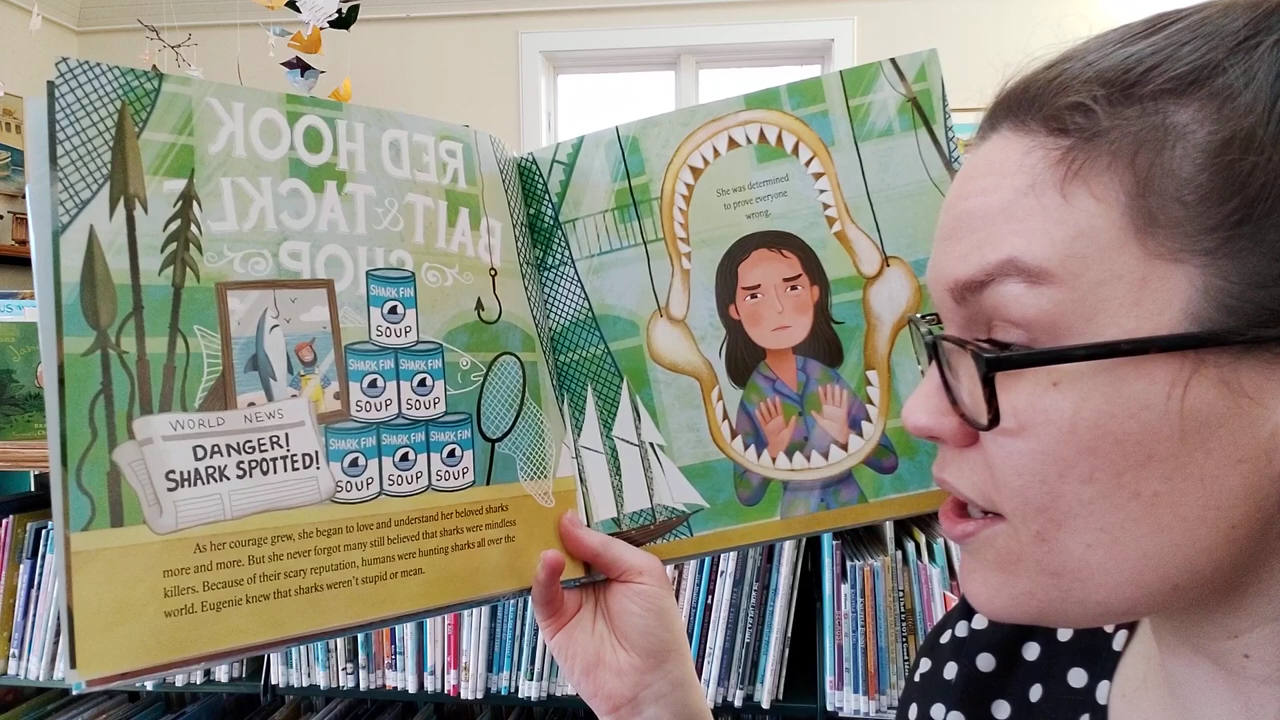 RED HOOK
BAIT & TACKLE
SHOP
SHARK FIN
SOUP
SHARK FIN
SOUP
SHARK FIN
SOUP
SHARK FIN
SOUP
SHARK FIN
SOUP
SHARK FIN
SOUP
WORLD NEWS
DANGER!
SHARK SPOTTED!
As her courage grew, she began to love and understand her beloved sharks
more and more. But she never forgot many still believed that sharks were mindless
killers. Because of their scary reputation, humans were hunting sharks all over the
world. Eugenie knew that sharks weren't stupid or mean.
She was determined
to prove everyone
wrong.